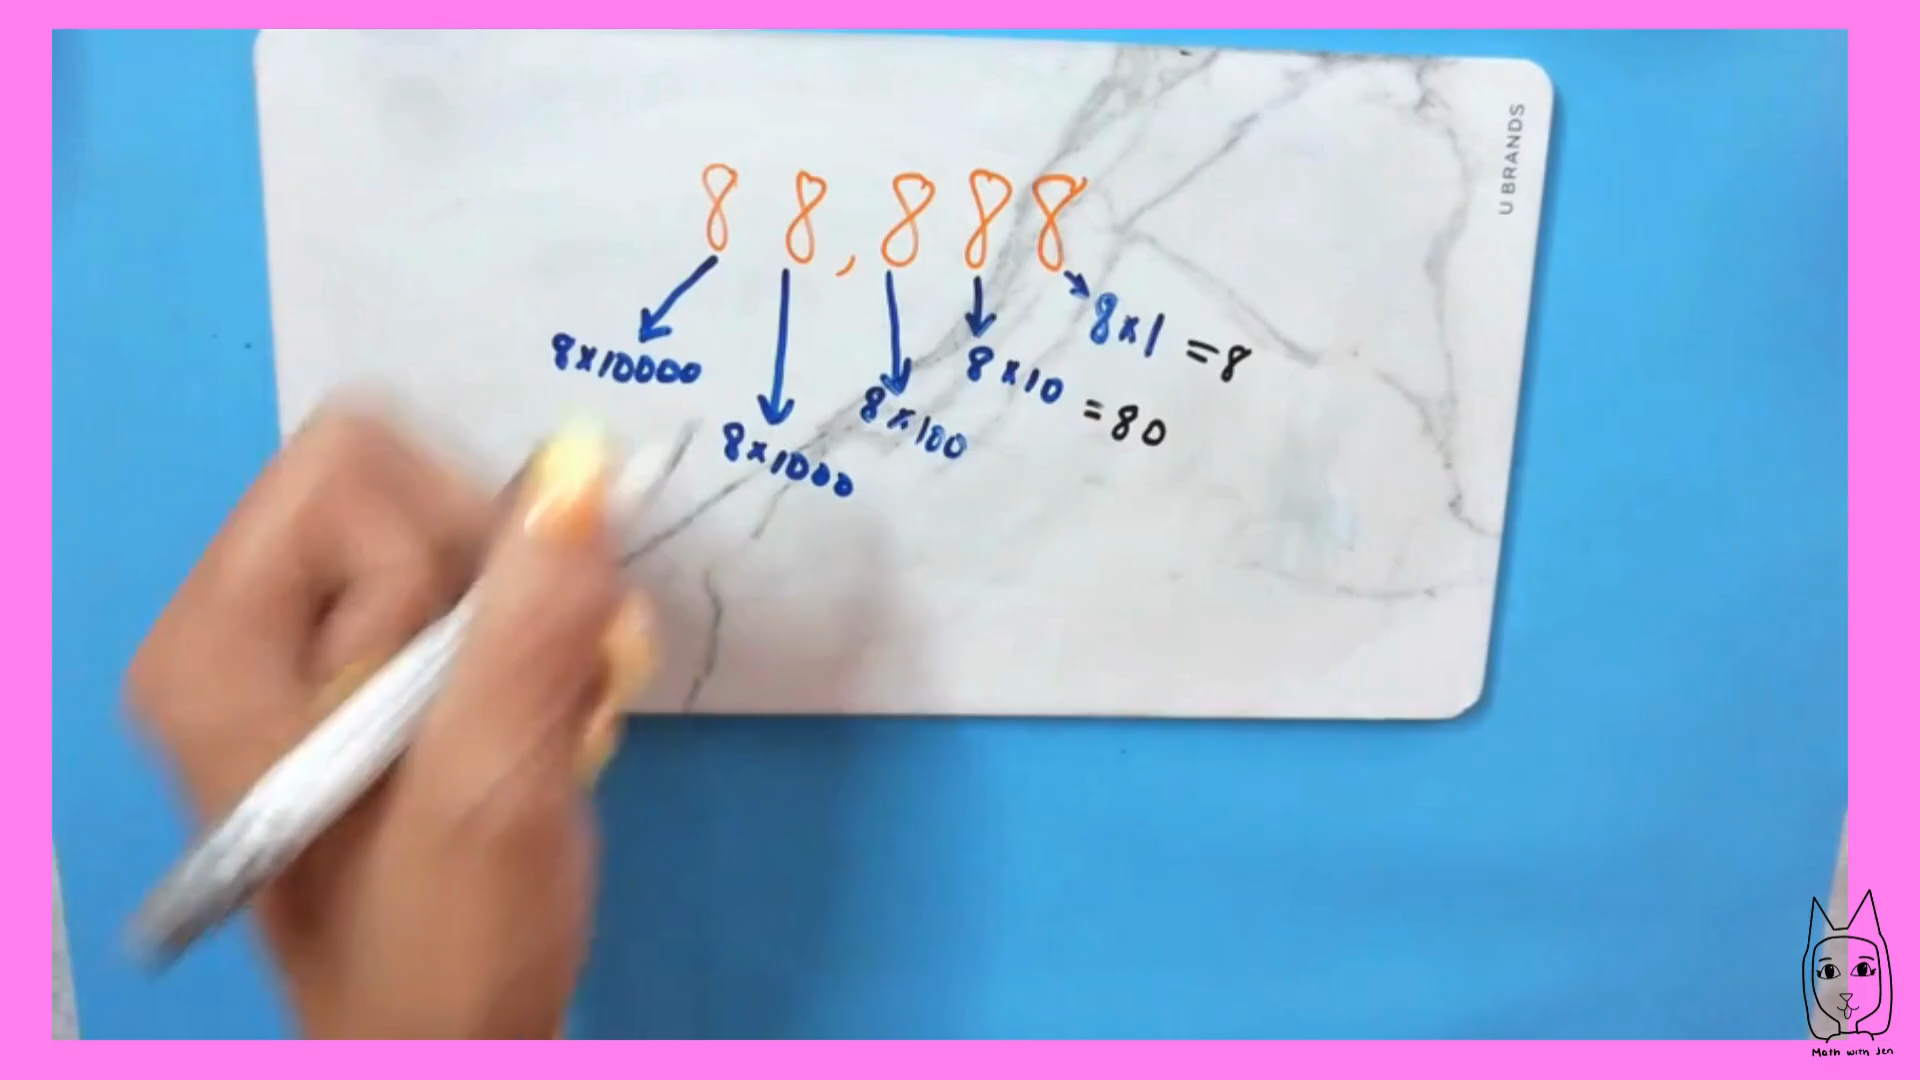 88,888
8x10000
8x1000
8x100
8x10 = 80
8x1 = 8
U BRANDS
Math with Jen